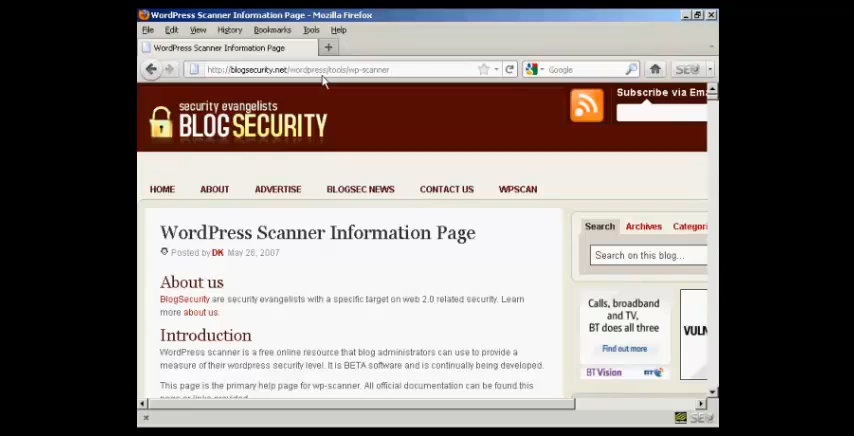 WordPress Scanner Information Page - Mozilla Firefox
File Edit View History Bookmarks Tools Help
WordPress Scanner Information Page
http://blogsecurity.net/wordpress/tools/wp-scanner
Google
SEO
security evangelists
BLOGSECURITY
Subscribe via Ema
HOME ABOUT ADVERTISE BLOGSEC NEWS CONTACT US WPSCAN
WordPress Scanner Information Page
Posted by DK May 26, 2007
About us
BlogSecurity are security evangelists with a specific target on web 2.0 related security. Learn
more about us.
Introduction
WordPress scanner is a free online resource that blog administrators can use to provide a
measure of their wordpress security level. It is BETA software and is continually being developed.
This page is the primary help page for wp-scanner. All official documentation can be found this
Search Archives Categori
Search on this blog...
Calls, broadband
and TV,
BT does all three
Find out more
BT Vision BT
VULN
SEO